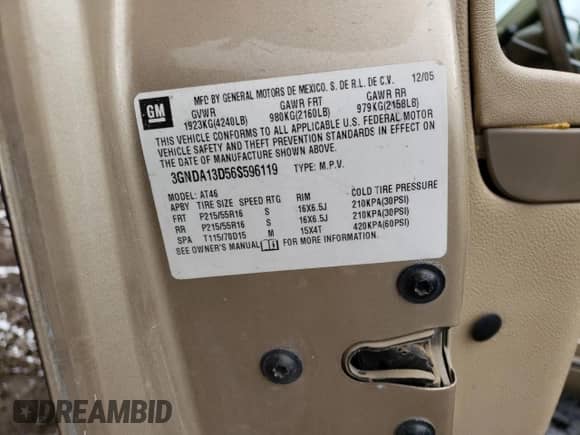 GM
MFD BY GENERAL MOTORS DE MEXICO, S. DE R.L. DE C.V. 12/05
GVWR GAWR FRT GAWR RR
1923KG(4240LB) 980KG(2160LB) 979KG(2158LB)
THIS VEHICLE CONFORMS TO ALL APPLICABLE U.S. FEDERAL MOTOR
VEHICLE SAFETY AND THEFT PREVENTION STANDARDS IN EFFECT ON
THE DATE OF MANUFACTURE SHOWN ABOVE.
3GNDA13D56S596119 TYPE: M.P.V.
MODEL: AT46
APBY TIRE SIZE SPEED RTG RIM COLD TIRE PRESSURE
FRT P215/55R16 S 16X6.5J 210KPA(30PSI)
RR P215/55R16 S 16X6.5J 210KPA(30PSI)
SPA T115/70D15 M 15X4T 420KPA(60PSI)
SEE OWNER'S MANUAL FOR MORE INFORMATION.
DREAMBID